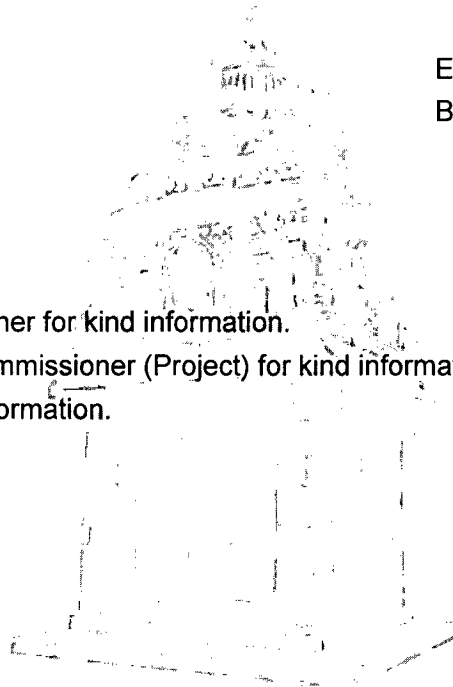 E
B
ner for kind information.
mmissioner (Project) for kind informa
ormation.